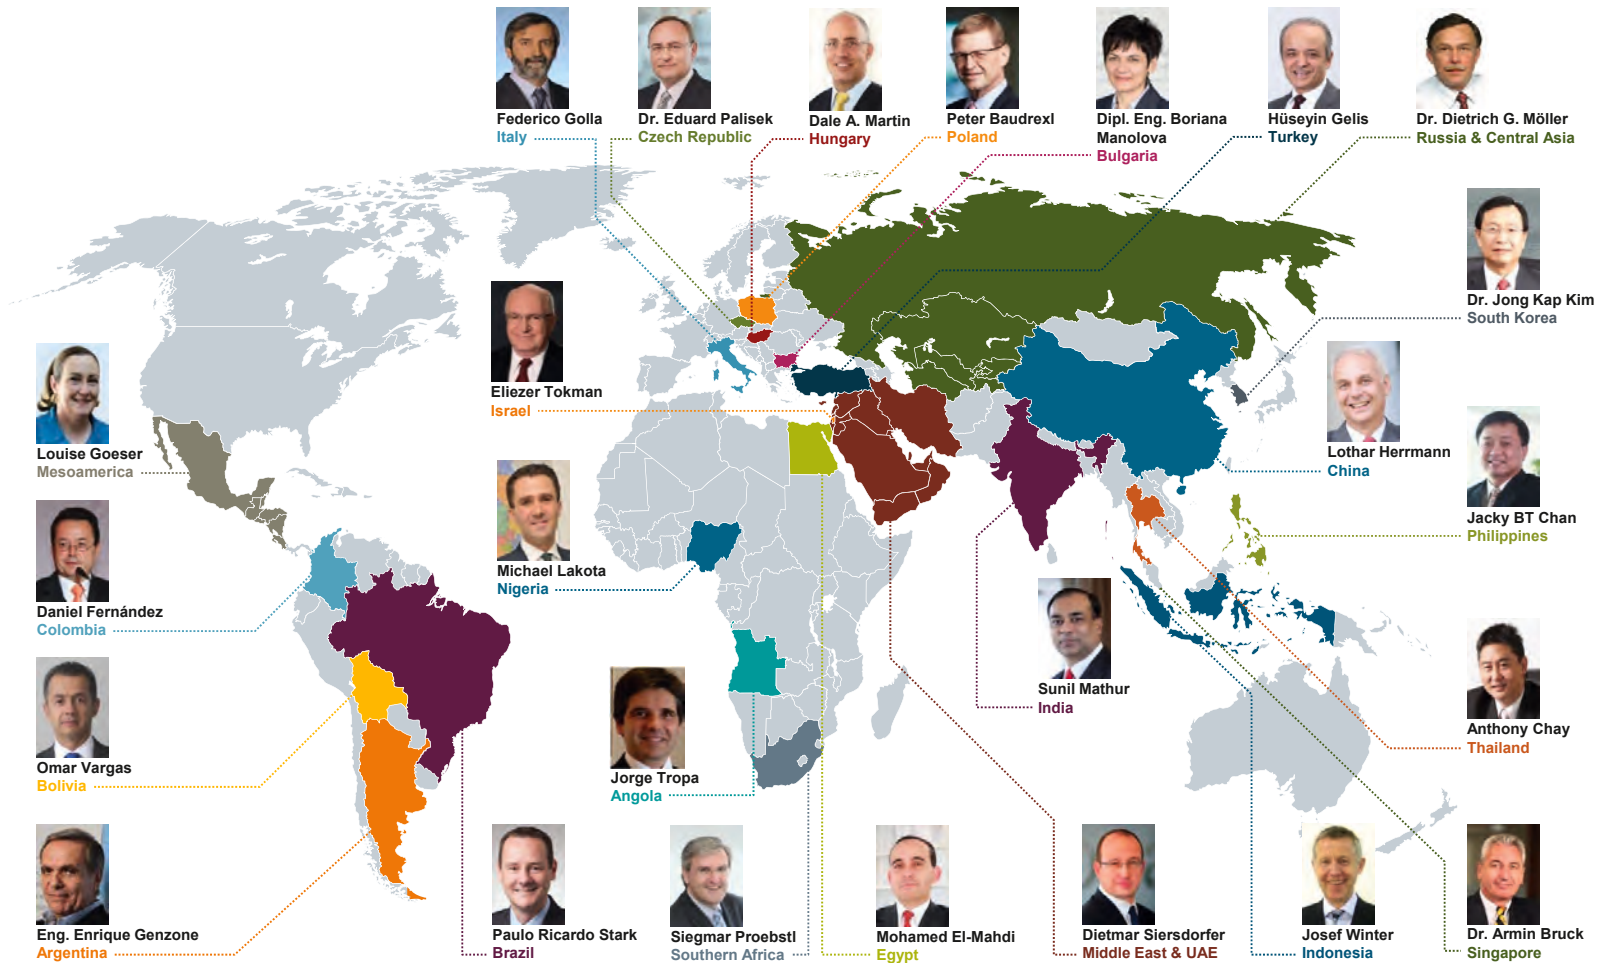 Federico Golla
Italy
Dr. Eduard Palisek
Czech Republic
Dale A. Martin
Hungary
Peter Baudrexl
Poland
Dipl. Eng. Boriana
Manolova
Bulgaria
Hüseyin Gelis
Turkey
Dr. Dietrich G. Möller
Russia & Central Asia
Dr. Jong Kap Kim
South Korea
Eliezer Tokman
Israel
Louise Goeser
Mesoamerica
Lothar Herrmann
China
Jacky BT Chan
Philippines
Michael Lakota
Nigeria
Daniel Fernández
Colombia
Sunil Mathur
India
Anthony Chay
Thailand
Omar Vargas
Bolivia
Jorge Tropa
Angola
Eng. Enrique Genzone
Argentina
Paulo Ricardo Stark
Brazil
Siegmar Proebstl
Southern Africa
Mohamed El-Mahdi
Egypt
Dietmar Siersdorfer
Middle East & UAE
Josef Winter
Indonesia
Dr. Armin Bruck
Singapore